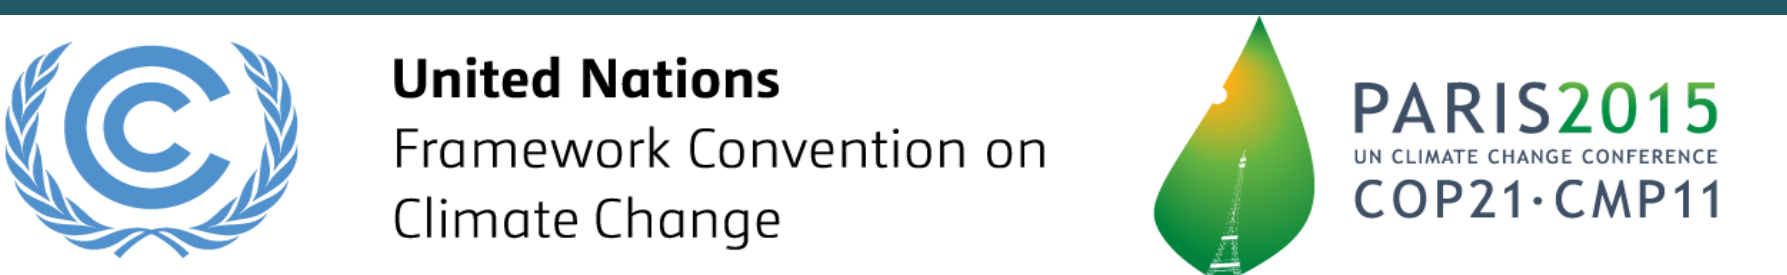 United Nations
Framework Convention on
Climate Change
PARIS2015
UN CLIMATE CHANGE CONFERENCE
COP21·CMP11